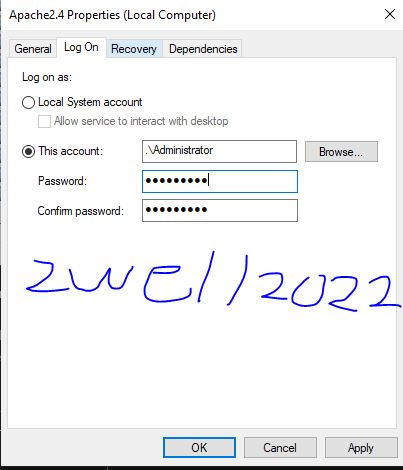 Apache2.4 Properties (Local Computer)
General Log On Recovery Dependencies
Log on as:
Local System account
Allow service to interact with desktop
This account: .\Administrator Browse...
Password: •••••••••
Confirm password: •••••••••
zwell2022
OK Cancel Apply